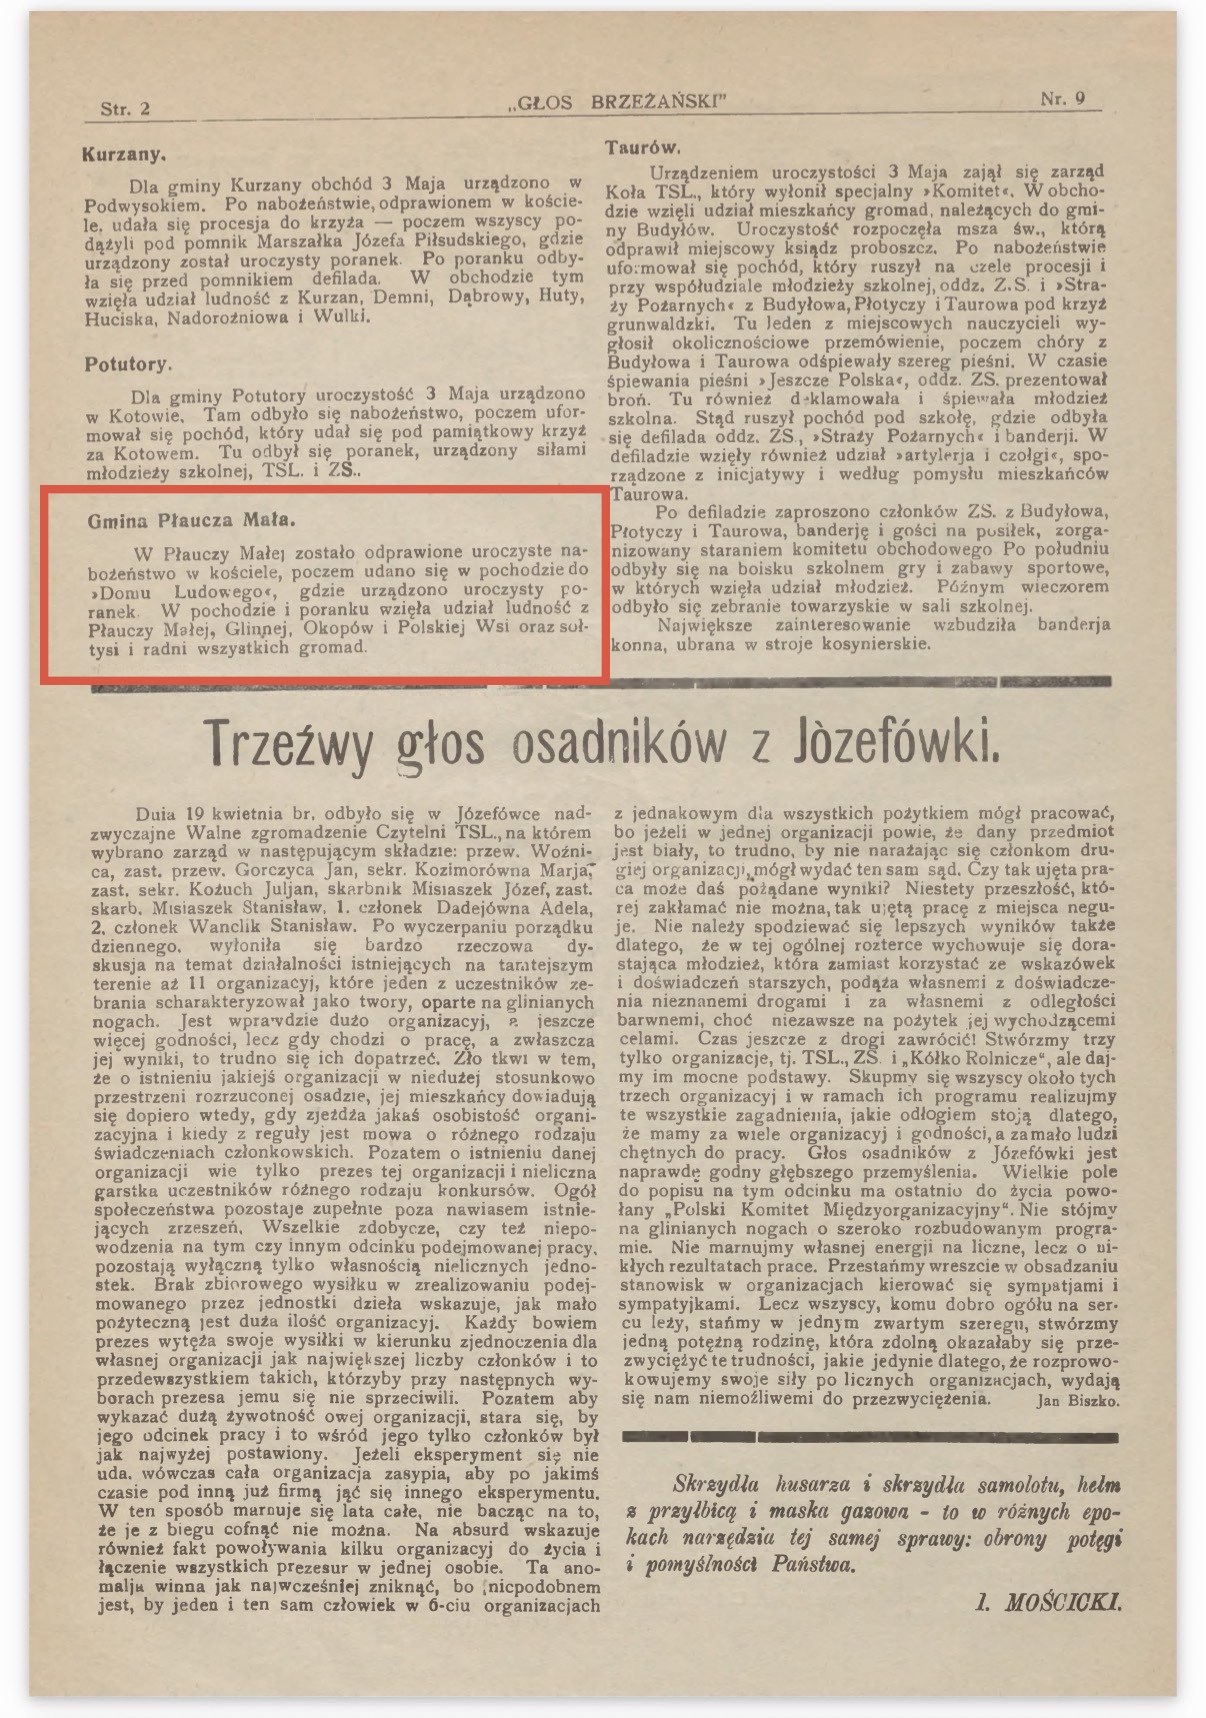 Str. 2
„GŁOS BRZEŻAŃSKI”
Nr. 9
Kurzany.
Dla gminy Kurzany obchód 3 Maja urządzono w
Podwysokiem. Po nabożeństwie, odprawionem w koście-
le, udała się procesja do krzyża — poczem wszyscy po-
dążyli pod pomnik Marszałka Józefa Piłsudskiego, gdzie
urządzony został uroczysty poranek. Po poranku odby-
ła się przed pomnikiem defilada. W obchodzie tym
wzięła udział ludność z Kurzan, Demni, Dąbrowy, Huty,
Huciska, Nadorożniowa i Wulki.
Potutory.
Dla gminy Potutory uroczystość 3 Maja urządzono
w Kotowie. Tam odbyło się nabożeństwo, poczem ufor-
mował się pochód, który udał się pod pamiątkowy krzyż
za Kotowem. Tu odbył się poranek, urządzony siłami
młodzieży szkolnej, TSL. i ZS..
Gmina Płaucza Mała.
W Płauczy Małej zostało odprawione uroczyste na-
bożeństwo w kościele, poczem udano się w pochodzie do
»Domu Ludowego«, gdzie urządzono uroczysty po-
ranek. W pochodzie i poranku wzięła udział ludność z
Płauczy Małej, Glinnej, Okopów i Polskiej Wsi oraz soł-
tysi i radni wszystkich gromad.
Taurów.
Urządzeniem uroczystości 3 Maja zajął się zarząd
Koła TSL., który wyłonił specjalny »Komitet«. W obcho-
dzie wzięli udział mieszkańcy gromad, należących do gmi-
ny Budyłów. Uroczystość rozpoczęła msza św., którą
odprawił miejscowy ksiądz proboszcz. Po nabożeństwie
uformował się pochód, który ruszył na czele procesji i
przy współudziale młodzieży szkolnej, oddz. Z.S. i »Stra-
ży Pożarnych« z Budyłowa, Płotyczy i Taurowa pod krzyż
grunwaldzki. Tu jeden z miejscowych nauczycieli wy-
głosił okolicznościowe przemówienie, poczem chóry z
Budyłowa i Taurowa odśpiewały szereg pieśni. W czasie
śpiewania pieśni »Jeszcze Polska«, oddz. ZS. prezentował
broń. Tu również deklamowała i śpiewała młodzież
szkolna. Stąd ruszył pochód pod szkołę, gdzie odbyła
się defilada oddz. ZS., »Straży Pożarnych« i banderji. W
defiladzie wzięły również udział »artylerja i czołgi«, spo-
rządzone z inicjatywy i według pomysłu mieszkańców
Taurowa.
Po defiladzie zaproszono członków ZS. z Budyłowa,
Płotyczy i Taurowa, banderję i gości na posiłek, zorga-
nizowany staraniem komitetu obchodowego Po południu
odbyły się na boisku szkolnem gry i zabawy sportowe,
w których wzięła udział młodzież. Późnym wieczorem
odbyło się zebranie towarzyskie w sali szkolnej.
Największe zainteresowanie wzbudziła banderja
konna, ubrana w stroje kosynierskie.
Trzeźwy głos osadników z Jòzefówki.
Dnia 19 kwietnia br. odbyło się w Józefówce nad-
zwyczajne Walne zgromadzenie Czytelni TSL., na którem
wybrano zarząd w następującym składzie: przew. Woźni-
ca, zast. przew. Gorczyca Jan, sekr. Kozimorówna Marja,
zast. sekr. Kożuch Juljan, skarbnik Misiaszek Józef, zast.
skarb. Misiaszek Stanisław, 1. członek Dadejówna Adela,
2. członek Wanclik Stanisław. Po wyczerpaniu porządku
dziennego, wyłoniła się bardzo rzeczowa dy-
skusja na temat działalności istniejących na tamtejszym
terenie aż 11 organizacyj, które jeden z uczestników ze-
brania scharakteryzował jako twory, oparte na glinianych
nogach. Jest wprawdzie dużo organizacyj, a jeszcze
więcej godności, lecz gdy chodzi o pracę, a zwłaszcza
jej wyniki, to trudno się ich dopatrzeć. Zło tkwi w tem,
że o istnieniu jakiejś organizacji w niedużej stosunkowo
przestrzeni rozrzuconej osadzie, jej mieszkańcy dowiadują
się dopiero wtedy, gdy zjeźdźa jakaś osobistość organi-
zacyjna i kiedy z reguły jest mowa o różnego rodzaju
świadczeniach członkowskich. Pozatem o istnieniu danej
organizacji wie tylko prezes tej organizacji i nieliczna
garstka uczestników różnego rodzaju konkursów. Ogół
społeczeństwa pozostaje zupełnie poza nawiasem istnie-
jących zrzeszeń. Wszelkie zdobycze, czy też niepo-
wodzenia na tym czy innym odcinku podejmowanej pracy,
pozostają wyłączną tylko własnością nielicznych jedno-
stek. Brak zbiorowego wysiłku w zrealizowaniu podej-
mowanego przez jednostki dzieła wskazuje, jak mało
pożyteczną jest duża ilość organizacyj. Każdy bowiem
prezes wytęża swoje wysiłki w kierunku zjednoczenia dla
własnej organizacji jak największej liczby członków i to
przedewszystkiem takich, którzyby przy następnych wy-
borach prezesa jemu się nie sprzeciwili. Pozatem aby
wykazać dużą żywotność owej organizacji, stara się, by
jego odcinek pracy i to wśród jego tylko członków był
jak najwyżej postawiony. Jeżeli eksperyment się nie
uda, wówczas cała organizacja zasypia, aby po jakimś
czasie pod inną już firmą jąć się innego eksperymentu.
W ten sposób marnuje się lata całe, nie bacząc na to,
że je z biegu cofnąć nie można. Na absurd wskazuje
również fakt powoływania kilku organizacyj do życia i
łączenie wszystkich prezesur w jednej osobie. Ta ano-
malja winna jak najwcześniej zniknąć, bo nicpodobnem
jest, by jeden i ten sam człowiek w 6-ciu organizacjach
z jednakowym dla wszystkich pożytkiem mógł pracować,
bo jeżeli w jednej organizacji powie, że dany przedmiot
jest biały, to trudno, by nie narażając się członkom dru-
giej organizacji, mógł wydać ten sam sąd. Czy tak ujęta pra-
ca może daś pożądane wyniki? Niestety przeszłość, któ-
rej zakłamać nie można, tak ujętą pracę z miejsca negu-
je. Nie należy spodziewać się lepszych wyników także
dlatego, że w tej ogólnej rozterce wychowuje się dora-
stająca młodzież, która zamiast korzystać ze wskazówek
i doświadczeń starszych, podąża własnemi z doświadcze-
nia nieznanemi drogami i za własnemi z odległości
barwnemi, choć niezawsze na pożytek jej wychodzącemi
celami. Czas jeszcze z drogi zawrócić! Stwórzmy trzy
tylko organizacje, tj. TSL., ZS. i „Kółko Rolnicze“, ale daj-
my im mocne podstawy. Skupmy się wszyscy około tych
trzech organizacyj i w ramach ich programu realizujmy
te wszystkie zagadnienia, jakie odłogiem stoją dlatego,
że mamy za wiele organizacyj i godności, a zamało ludzi
chętnych do pracy. Głos osadników z Józefówki jest
naprawdę godny głębszego przemyślenia. Wielkie pole
do popisu na tym odcinku ma ostatnio do życia powo-
łany „Polski Komitet Międzyorganizacyjny“. Nie stójmy
na glinianych nogach o szeroko rozbudowanym progra-
mie. Nie marnujmy własnej energji na liczne, lecz o ni-
kłych rezultatach prace. Przestańmy wreszcie w obsadzaniu
stanowisk w organizacjach kierować się sympatjami i
sympatyjkami. Lecz wszyscy, komu dobro ogółu na ser-
cu leży, stańmy w jednym zwartym szeregu, stwórzmy
jedną potężną rodzinę, która zdolną okazałaby się prze-
zwyciężyć te trudności, jakie jedynie dlatego, że rozprowo-
kowujemy swoje siły po licznych organizacjach, wydają
się nam niemożliwemi do przezwyciężenia. Jan Biszko.
Skrzydła husarza i skrzydła samolotu, hełm
z przyłbicą i maska gazowa - to w różnych epo-
kach narzędzia tej samej sprawy: obrony potęgi
i pomyślności Państwa.
I. MOŚCICKI.